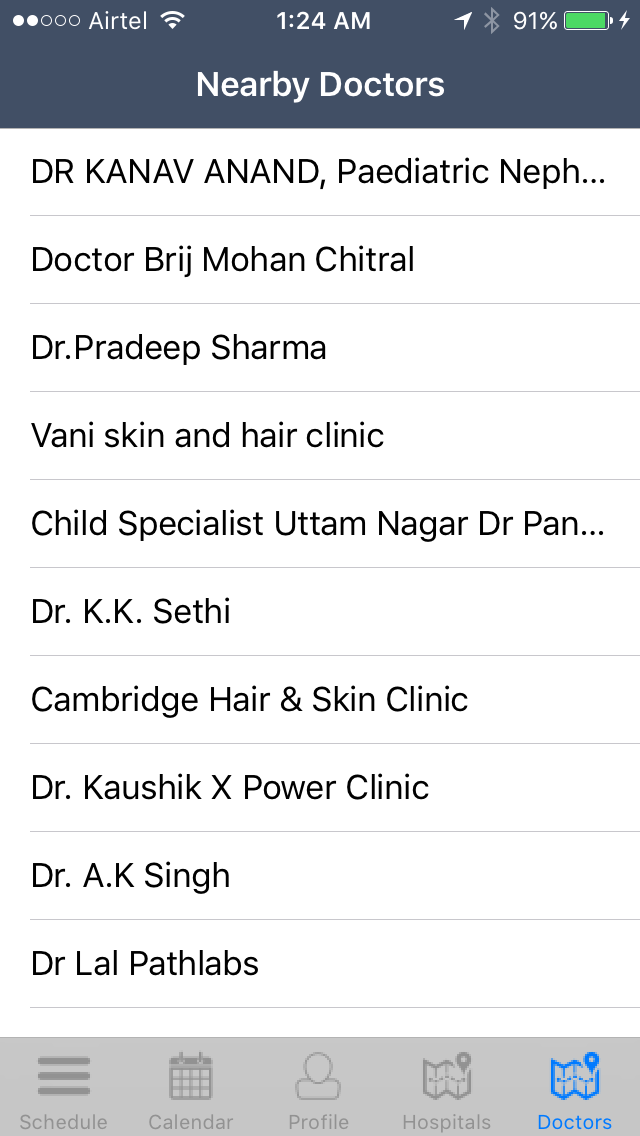 Airtel 1:24 AM 91%
Nearby Doctors
DR KANAV ANAND, Paediatric Neph...
Doctor Brij Mohan Chitral
Dr.Pradeep Sharma
Vani skin and hair clinic
Child Specialist Uttam Nagar Dr Pan...
Dr. K.K. Sethi
Cambridge Hair & Skin Clinic
Dr. Kaushik X Power Clinic
Dr. A.K Singh
Dr Lal Pathlabs
Schedule Calendar Profile Hospitals Doctors